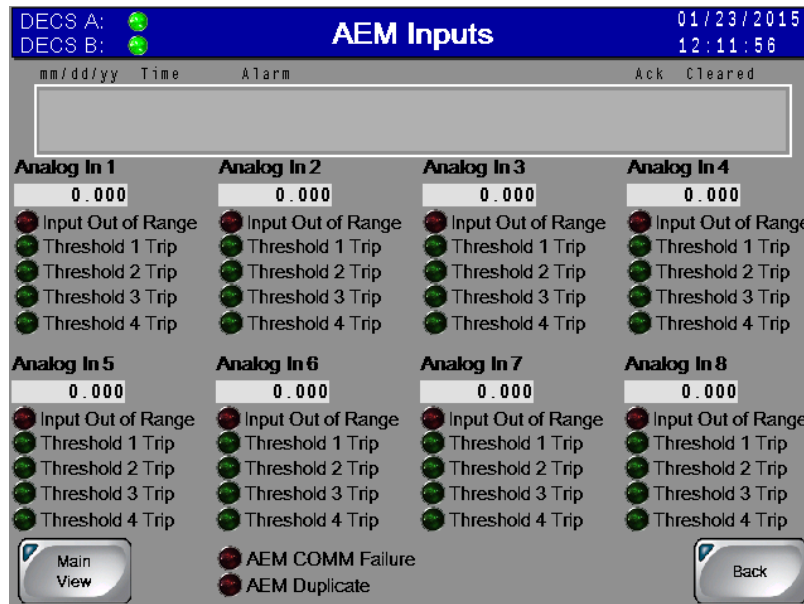 DECS A: AEM Inputs 01/23/2015
DECS B: 12:11:56
mm/dd/yy Time Alarm Ack Cleared
Analog In 1 Analog In 2 Analog In 3 Analog In 4
0.000 0.000 0.000 0.000
Input Out of Range Input Out of Range Input Out of Range Input Out of Range
Threshold 1 Trip Threshold 1 Trip Threshold 1 Trip Threshold 1 Trip
Threshold 2 Trip Threshold 2 Trip Threshold 2 Trip Threshold 2 Trip
Threshold 3 Trip Threshold 3 Trip Threshold 3 Trip Threshold 3 Trip
Threshold 4 Trip Threshold 4 Trip Threshold 4 Trip Threshold 4 Trip
Analog In 5 Analog In 6 Analog In 7 Analog In 8
0.000 0.000 0.000 0.000
Input Out of Range Input Out of Range Input Out of Range Input Out of Range
Threshold 1 Trip Threshold 1 Trip Threshold 1 Trip Threshold 1 Trip
Threshold 2 Trip Threshold 2 Trip Threshold 2 Trip Threshold 2 Trip
Threshold 3 Trip Threshold 3 Trip Threshold 3 Trip Threshold 3 Trip
Threshold 4 Trip Threshold 4 Trip Threshold 4 Trip Threshold 4 Trip
Main View AEM COMM Failure Back
AEM Duplicate